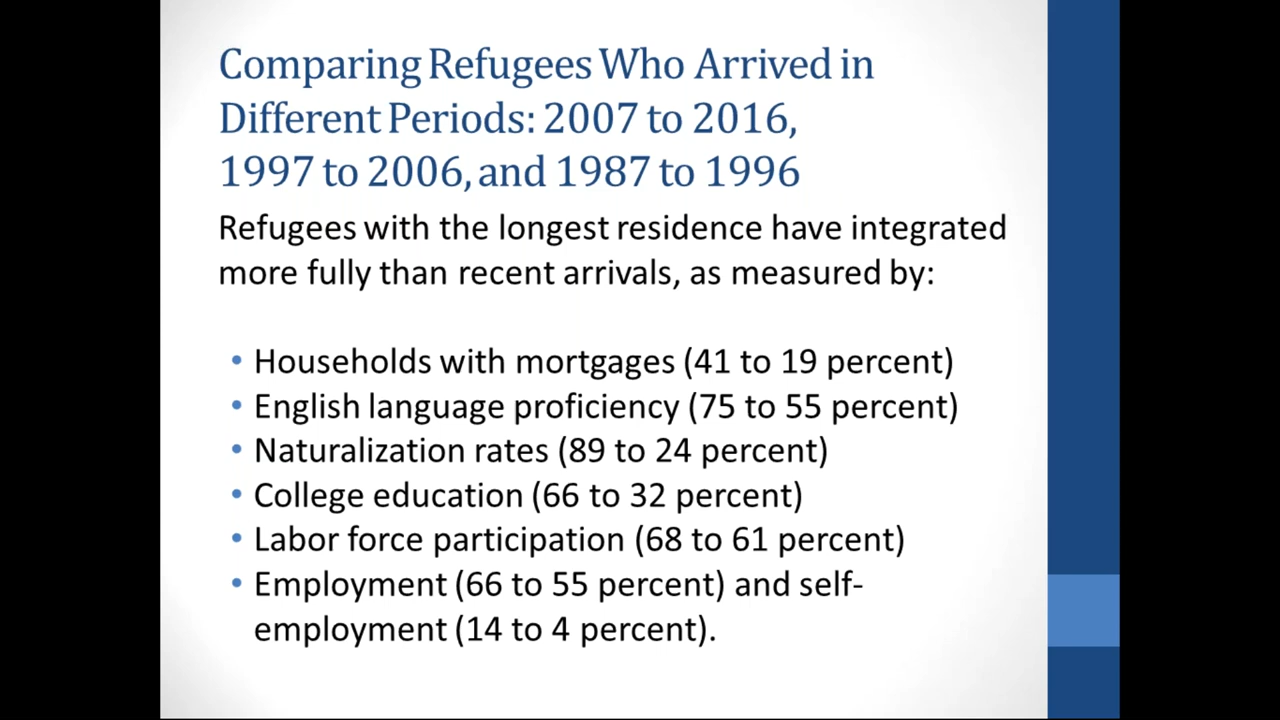 Comparing Refugees Who Arrived in
Different Periods: 2007 to 2016,
1997 to 2006, and 1987 to 1996
Refugees with the longest residence have integrated
more fully than recent arrivals, as measured by:
• Households with mortgages (41 to 19 percent)
• English language proficiency (75 to 55 percent)
• Naturalization rates (89 to 24 percent)
• College education (66 to 32 percent)
• Labor force participation (68 to 61 percent)
• Employment (66 to 55 percent) and self-
employment (14 to 4 percent).